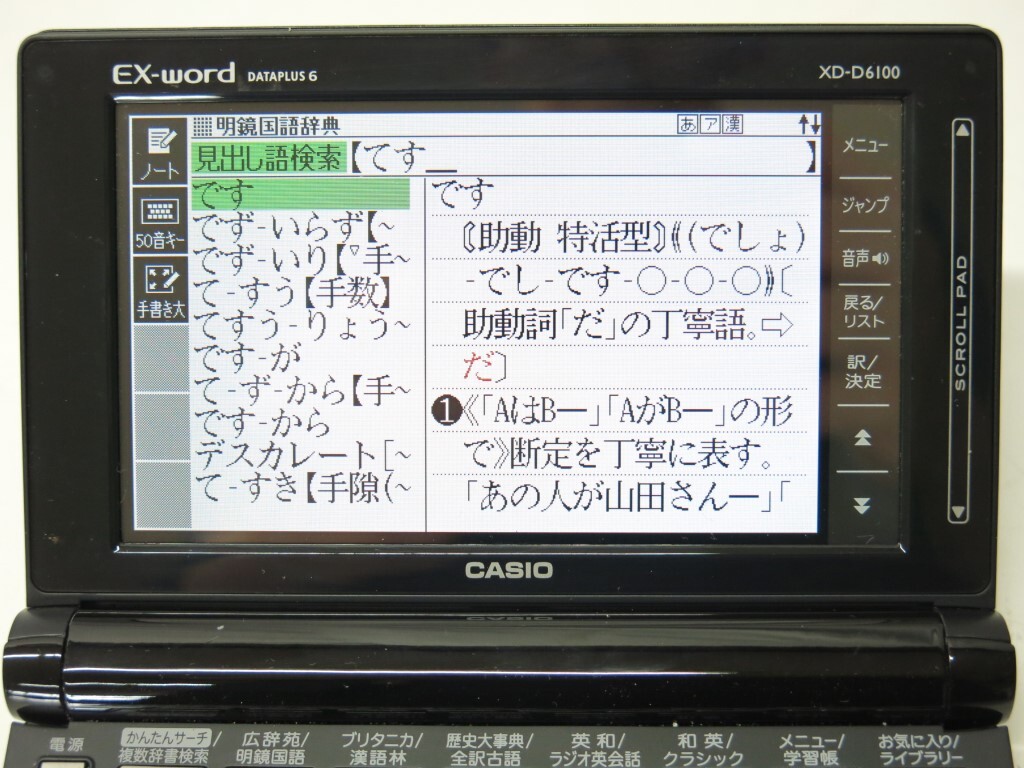 EX-word DATAPLUS 6
XD-D6100
明鏡国語辞典
あ ア 漢
見出し語検索【てす＿】
ノート
50音キー
手書き大
です
でず-いらず【~
でず-いり【▽手~
て-すう【手数】
てすう-りょう~
です-が
て-ず-から【手~
ですから
デスカレート[~
て-すき【手隙(~
です
〘助動 特活型〙《(でしょ)
-でし-です-○-○-○》〔
助動詞「だ」の丁寧語。⇨
だ〕
❶《「AはB―」「AがB―」の形
で》断定を丁寧に表す。
「あの人が山田さん―」「
メニュー
ジャンプ
音声
戻る/
リスト
訳/
決定
SCROLL PAD
CASIO
電源
かんたんサーチ/
複数辞書検索
広辞苑/
明鏡国語
ブリタニカ/
漢語林
歴史大事典/
全訳古語
英和/
ラジオ英会話
和英/
クラシック
メニュー/
学習帳
お気に入り/
ライブラリー